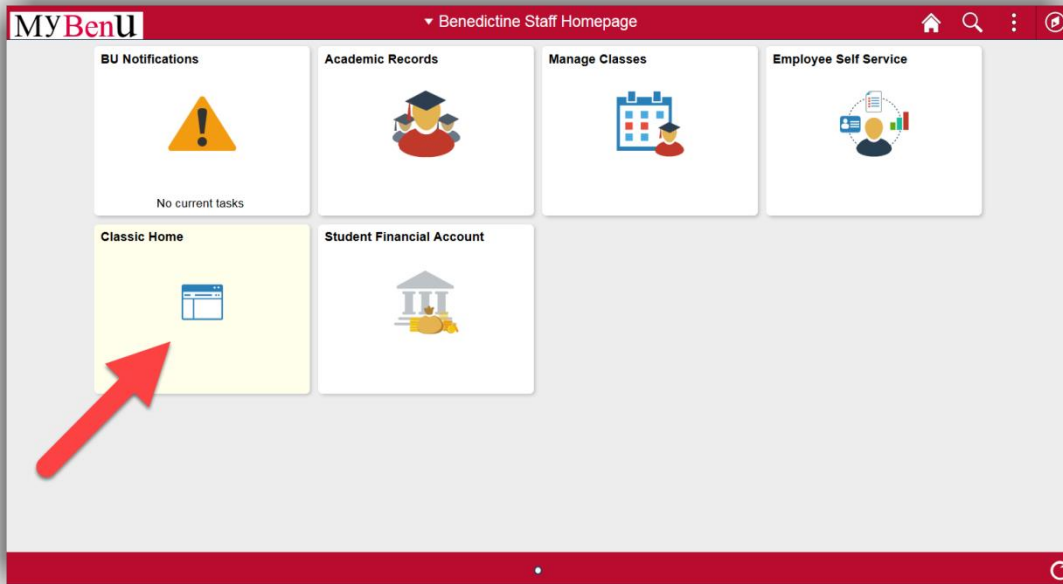 MyBenU
Benedictine Staff Homepage
BU Notifications
No current tasks
Academic Records
Manage Classes
Employee Self Service
Classic Home
Student Financial Account